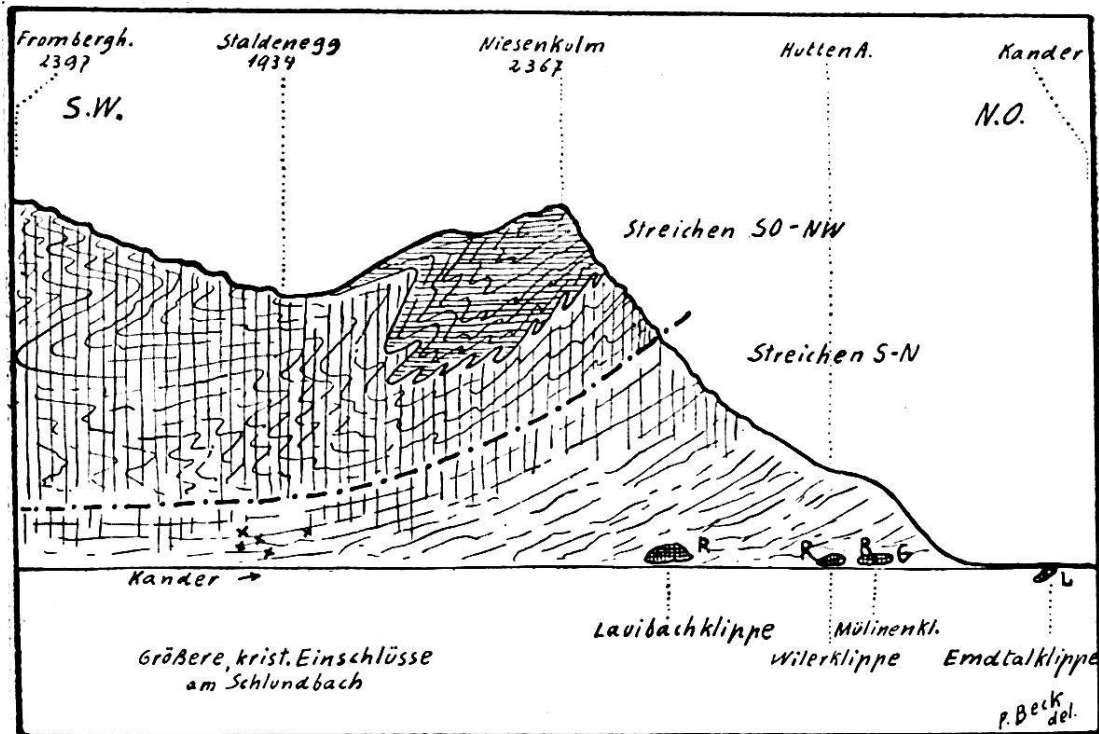 Frombergh.
2397
Staldenegg
1934
Niesenkulm
2367
Hutten A.
Kander
S.W.
N.O.
Streichen SO-NW
Streichen S-N
R
R
R
G
L
Kander →
Lauibachklippe
Mülinenkl.
Wilerklippe
Emdtalklippe
Größere, krist. Einschlüsse
am Schlundbach
P. Beck
del.